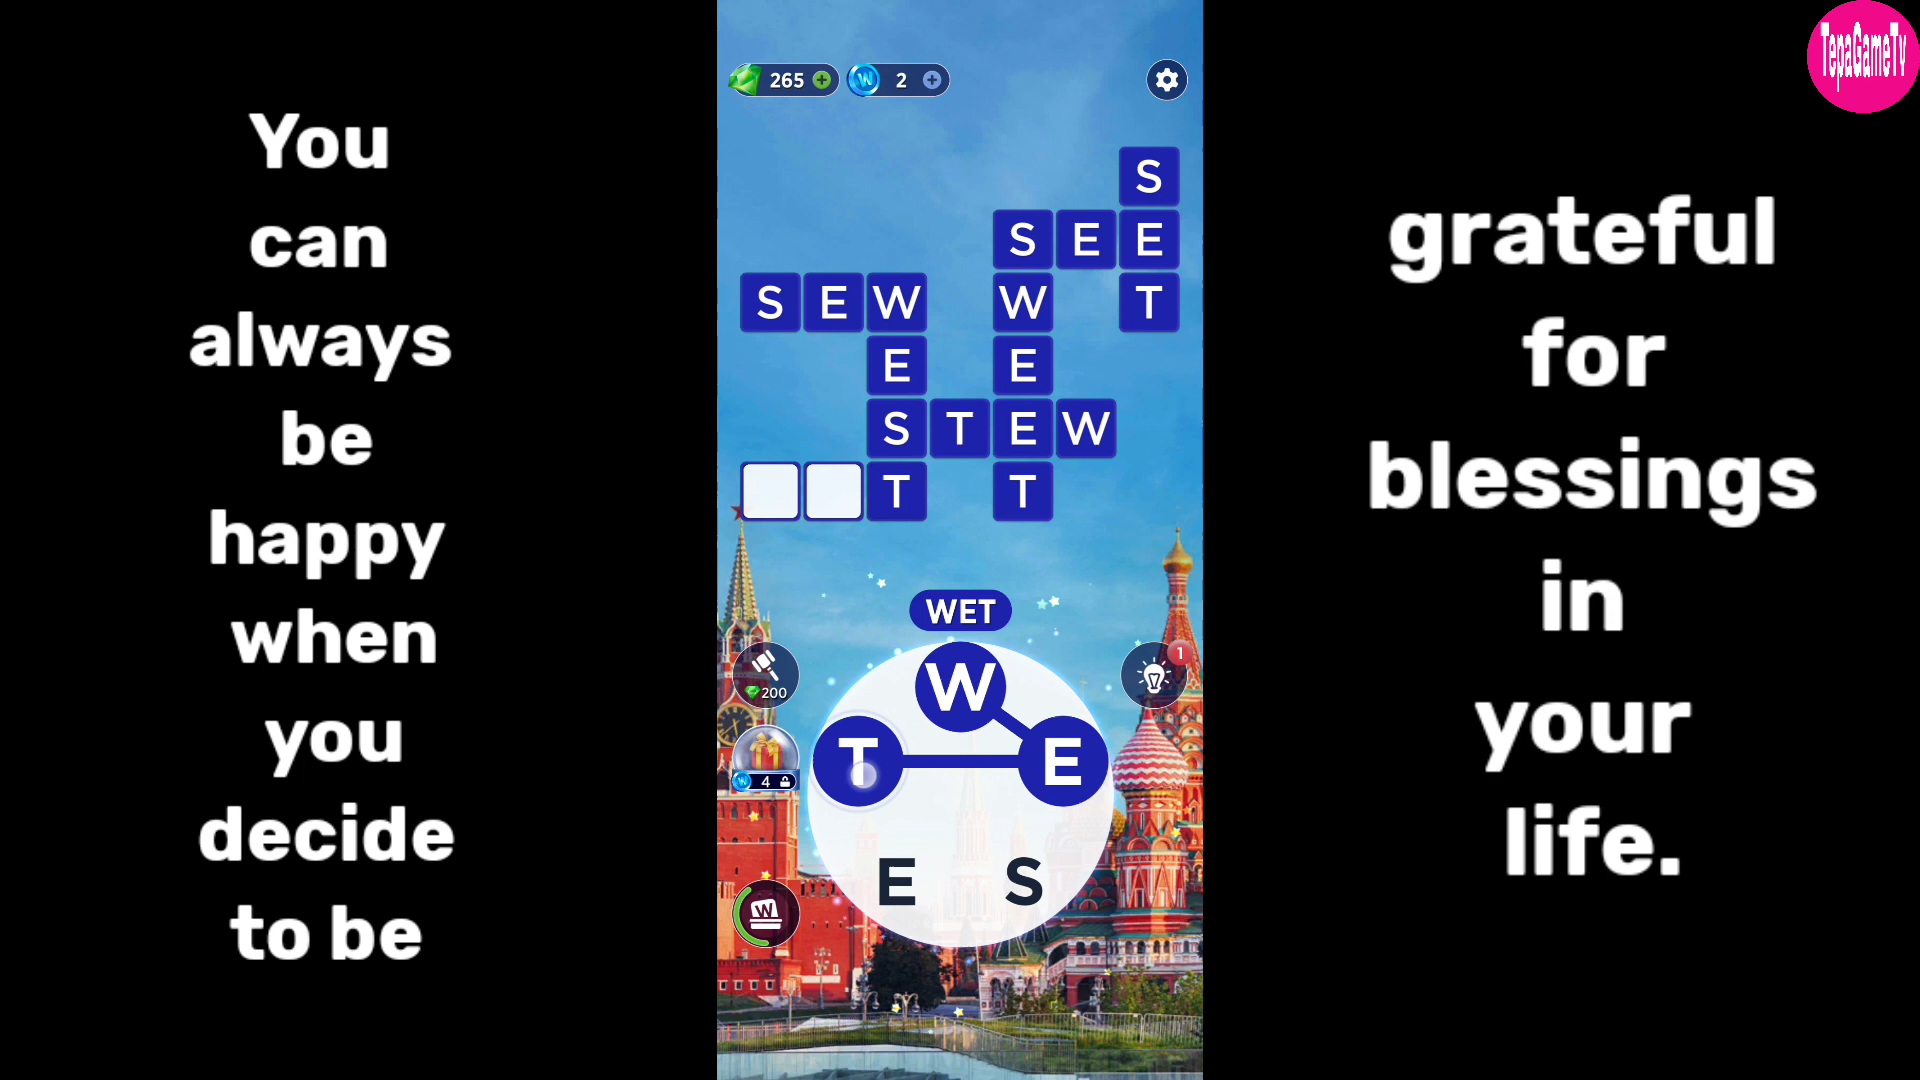 You
can
always
be
happy
when
you
decide
to be
265
2
S
S E E
S E W W T
E E
S T E W
T T
WET
W
T E
E S
200
4
W
1
grateful
for
blessings
in
your
life.
TepaGameTv